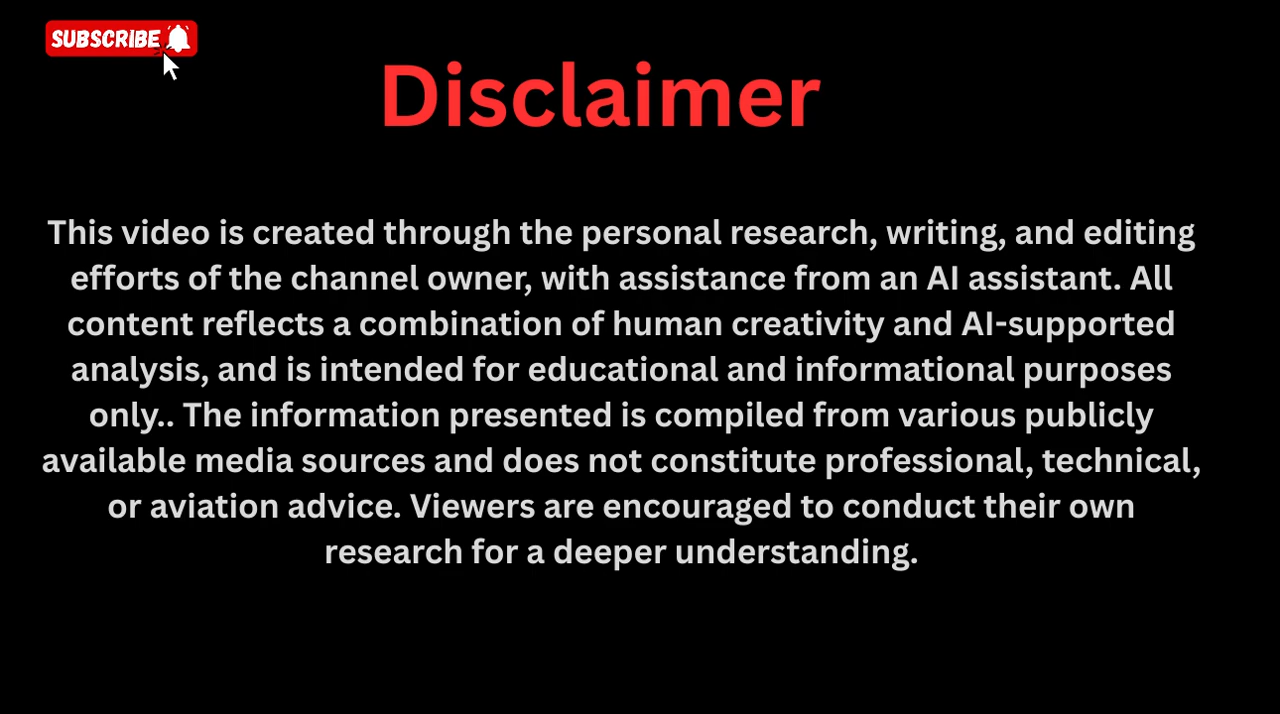 SUBSCRIBE
Disclaimer
This video is created through the personal research, writing, and editing
efforts of the channel owner, with assistance from an AI assistant. All
content reflects a combination of human creativity and AI-supported
analysis, and is intended for educational and informational purposes
only.. The information presented is compiled from various publicly
available media sources and does not constitute professional, technical,
or aviation advice. Viewers are encouraged to conduct their own
research for a deeper understanding.